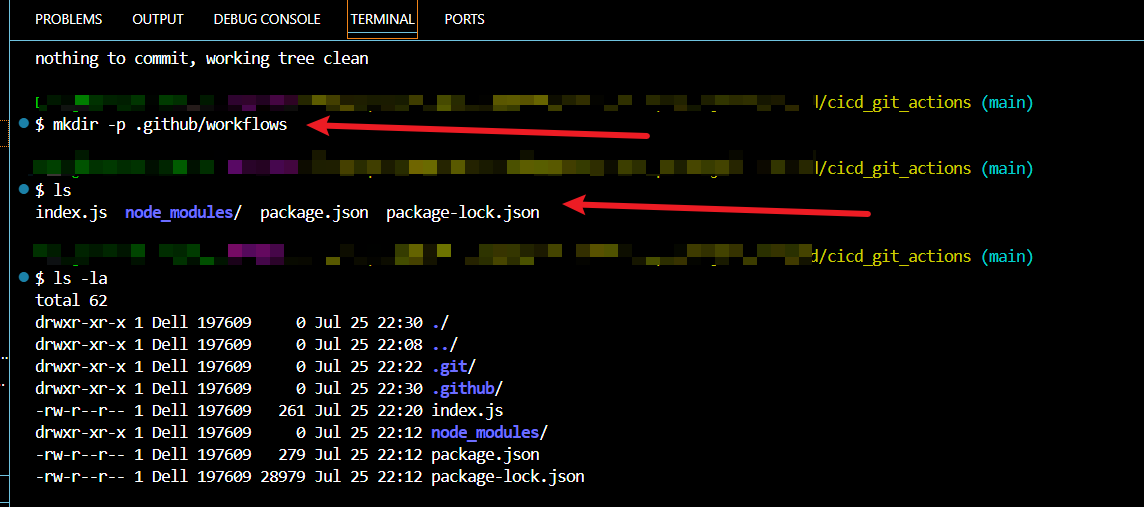 PROBLEMS OUTPUT DEBUG CONSOLE TERMINAL PORTS
nothing to commit, working tree clean
/cicd_git_actions (main)
$ mkdir -p .github/workflows
/cicd_git_actions (main)
$ ls
index.js node_modules/ package.json package-lock.json
/cicd_git_actions (main)
$ ls -la
total 62
drwxr-xr-x 1 Dell 197609 0 Jul 25 22:30 ./
drwxr-xr-x 1 Dell 197609 0 Jul 25 22:08 ../
drwxr-xr-x 1 Dell 197609 0 Jul 25 22:22 .git/
drwxr-xr-x 1 Dell 197609 0 Jul 25 22:30 .github/
-rw-r--r-- 1 Dell 197609 261 Jul 25 22:20 index.js
drwxr-xr-x 1 Dell 197609 0 Jul 25 22:12 node_modules/
-rw-r--r-- 1 Dell 197609 279 Jul 25 22:12 package.json
-rw-r--r-- 1 Dell 197609 28979 Jul 25 22:12 package-lock.json